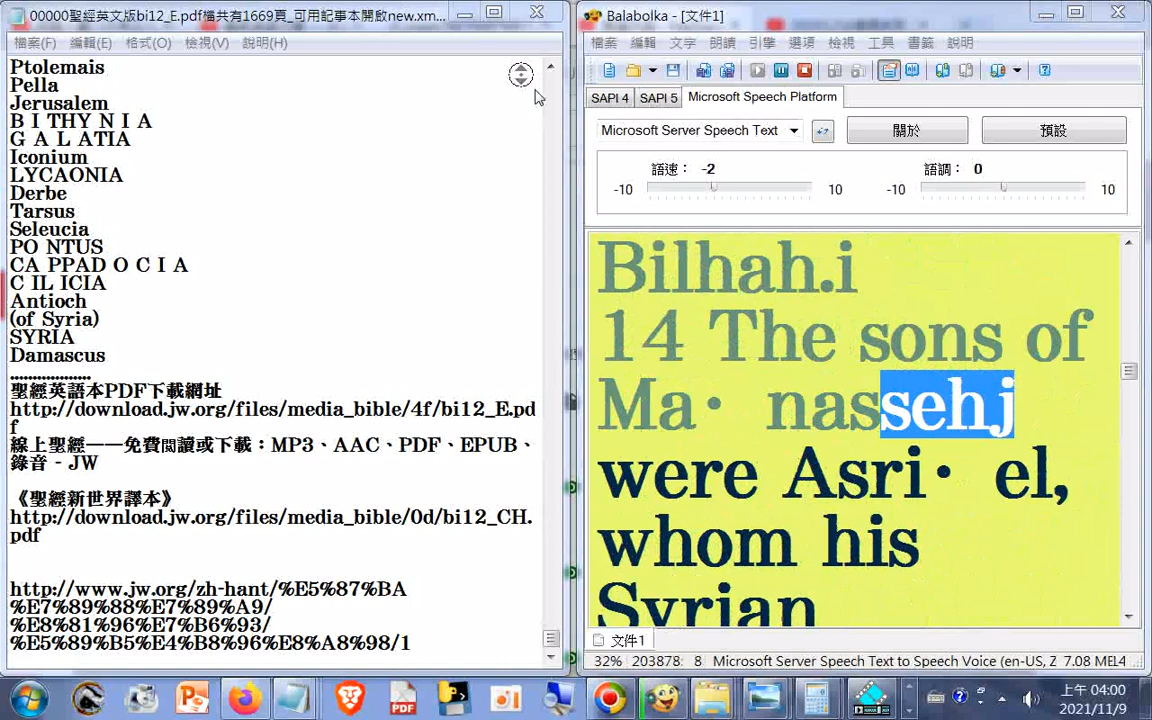 00000聖經英文版bi12_E.pdf檔共有1669頁_可用記事本開啟new.xm...
檔案(F) 編輯(E) 格式(O) 檢視(V) 說明(H)
Ptolemais
Pella
Jerusalem
B I THY N I A
G A L ATIA
Iconium
LYCAONIA
Derbe
Tarsus
Seleucia
PO NTUS
CA PPAD O C I A
C IL ICIA
Antioch
(of Syria)
SYRIA
Damascus
..................
聖經英語本PDF下載網址
http://download.jw.org/files/media_bible/4f/bi12_E.pd
f
線上聖經——免費閱讀或下載：MP3、AAC、PDF、EPUB、
錄音 - JW
《聖經新世界譯本》
http://download.jw.org/files/media_bible/0d/bi12_CH.
pdf
http://www.jw.org/zh-hant/%E5%87%BA
%E7%89%88%E7%89%A9/
%E8%81%96%E7%B6%93/
%E5%89%B5%E4%B8%96%E8%A8%98/1
Balabolka - [文件1]
檔案 編輯 文字 朗讀 引擎 選項 檢視 工具 書籤 說明
SAPI 4 SAPI 5 Microsoft Speech Platform
Microsoft Server Speech Text 關於 預設
語速： -2 語調： 0
-10 10 -10 10
Bilhah.i
14 The sons of
Ma· nassehj
were Asri· el,
whom his
Syrian
文件1
32% 203878: 8 Microsoft Server Speech Text to Speech Voice (en-US, Z 7.08 MEL4
PDF
上午 04:00
2021/11/9